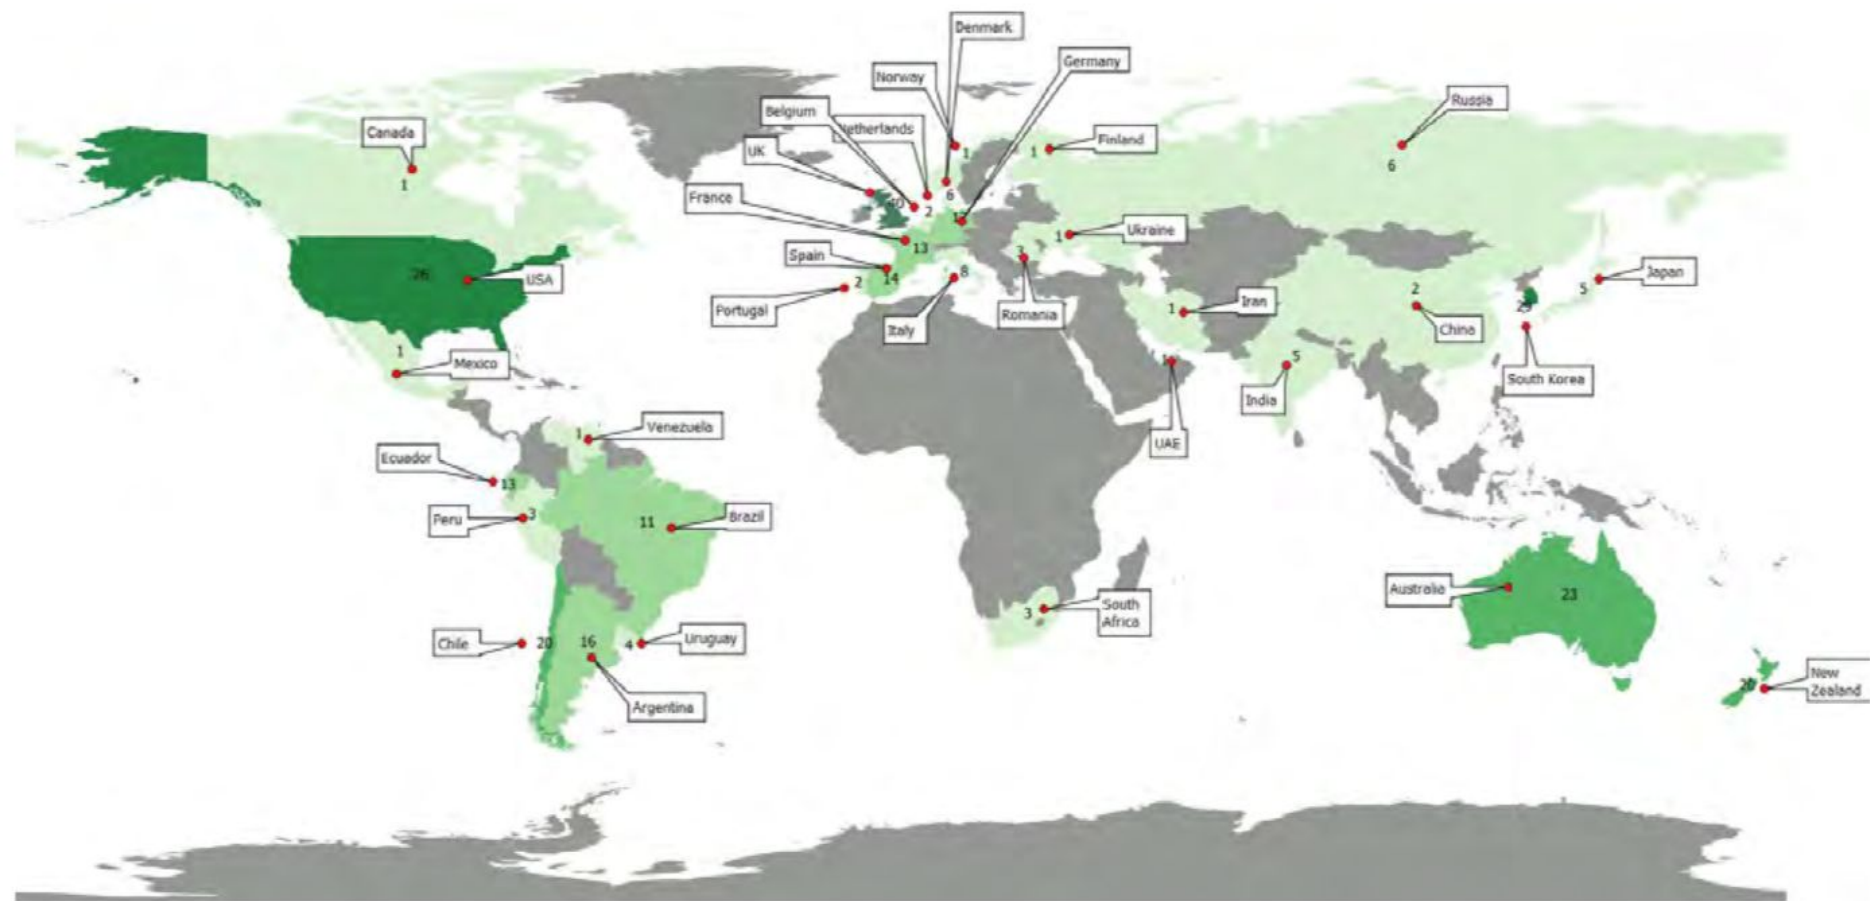 Denmark
Norway
Germany
Belgium
Netherlands
Russia
Canada
1
UK
1
1
Finland
6
France
6
2
Ukraine
1
13
3
Spain
14
8
26
USA
Portugal
2
Italy
Romania
Iran
1
2
China
5
Japan
South Korea
1
Mexico
5
India
UAE
Venezuela
1
Ecuador
13
Peru
3
11
Brazil
Australia
23
3
South
Africa
Chile
20
16
4
Uruguay
Argentina
New
Zealand